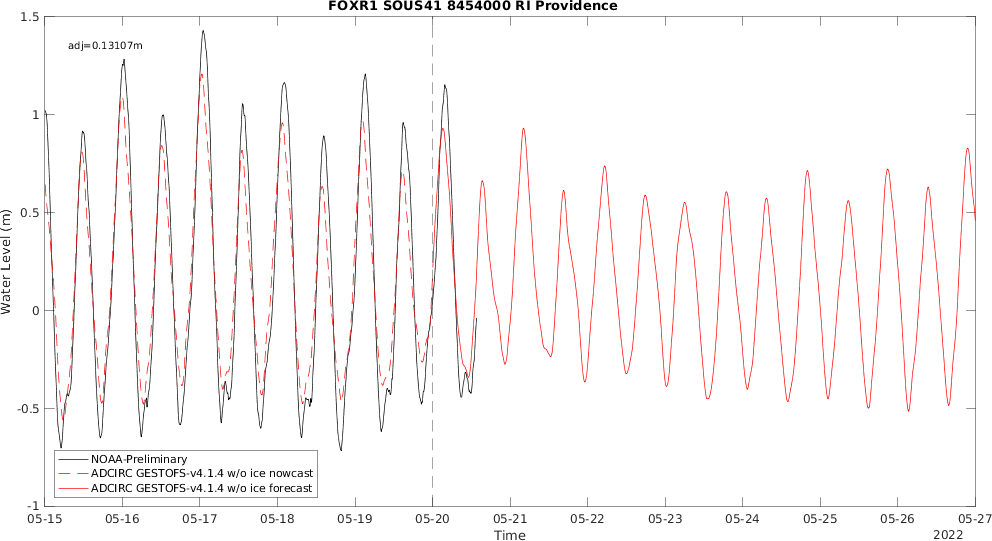 FOXR1 SOUS41 8454000 RI Providence
adj=0.13107m
1.5
1
0.5
0
-0.5
-1
Water Level (m)
NOAA-Preliminary
ADCIRC GESTOFS-v4.1.4 w/o ice nowcast
ADCIRC GESTOFS-v4.1.4 w/o ice forecast
05-15 05-16 05-17 05-18 05-19 05-20 05-21 05-22 05-23 05-24 05-25 05-26 05-27
Time
2022